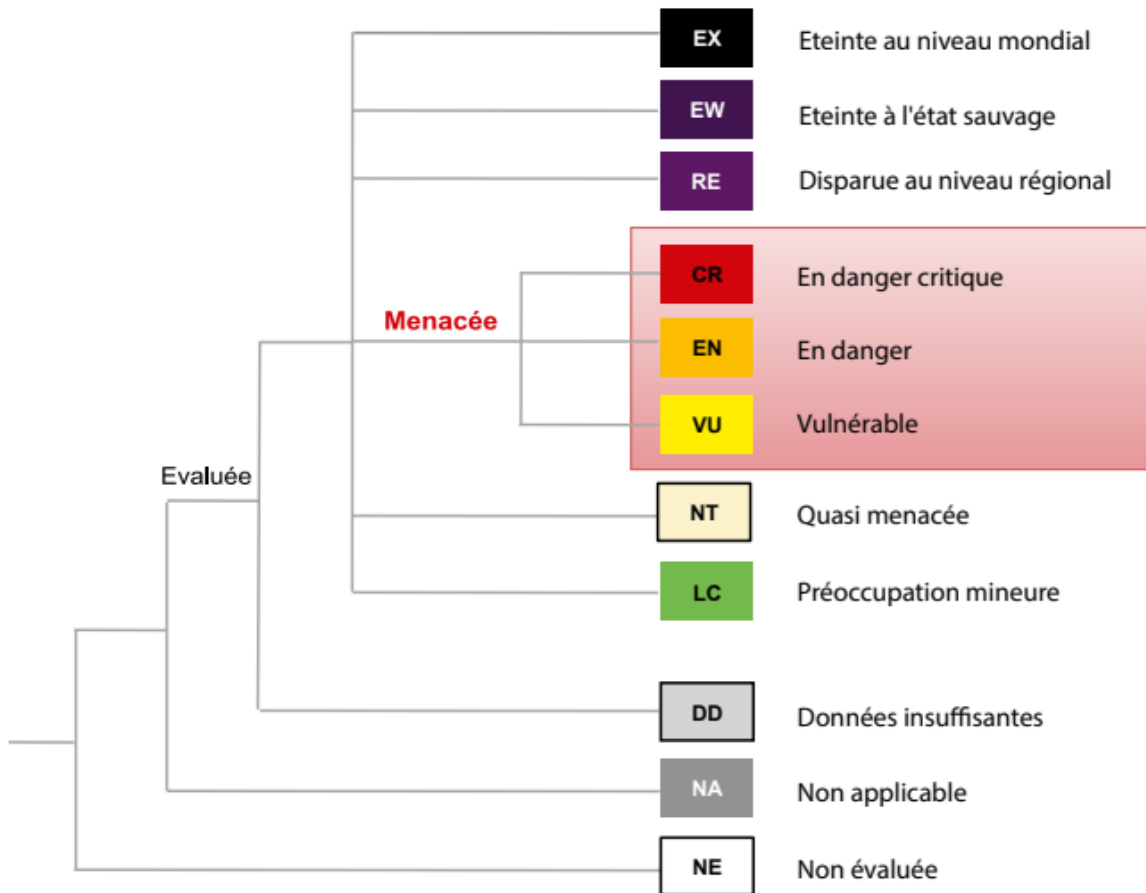 EX Eteinte au niveau mondial
EW Eteinte à l'état sauvage
RE Disparue au niveau régional
CR En danger critique
Menacée
EN En danger
VU Vulnérable
Evaluée
NT Quasi menacée
LC Préoccupation mineure
DD Données insuffisantes
NA Non applicable
NE Non évaluée